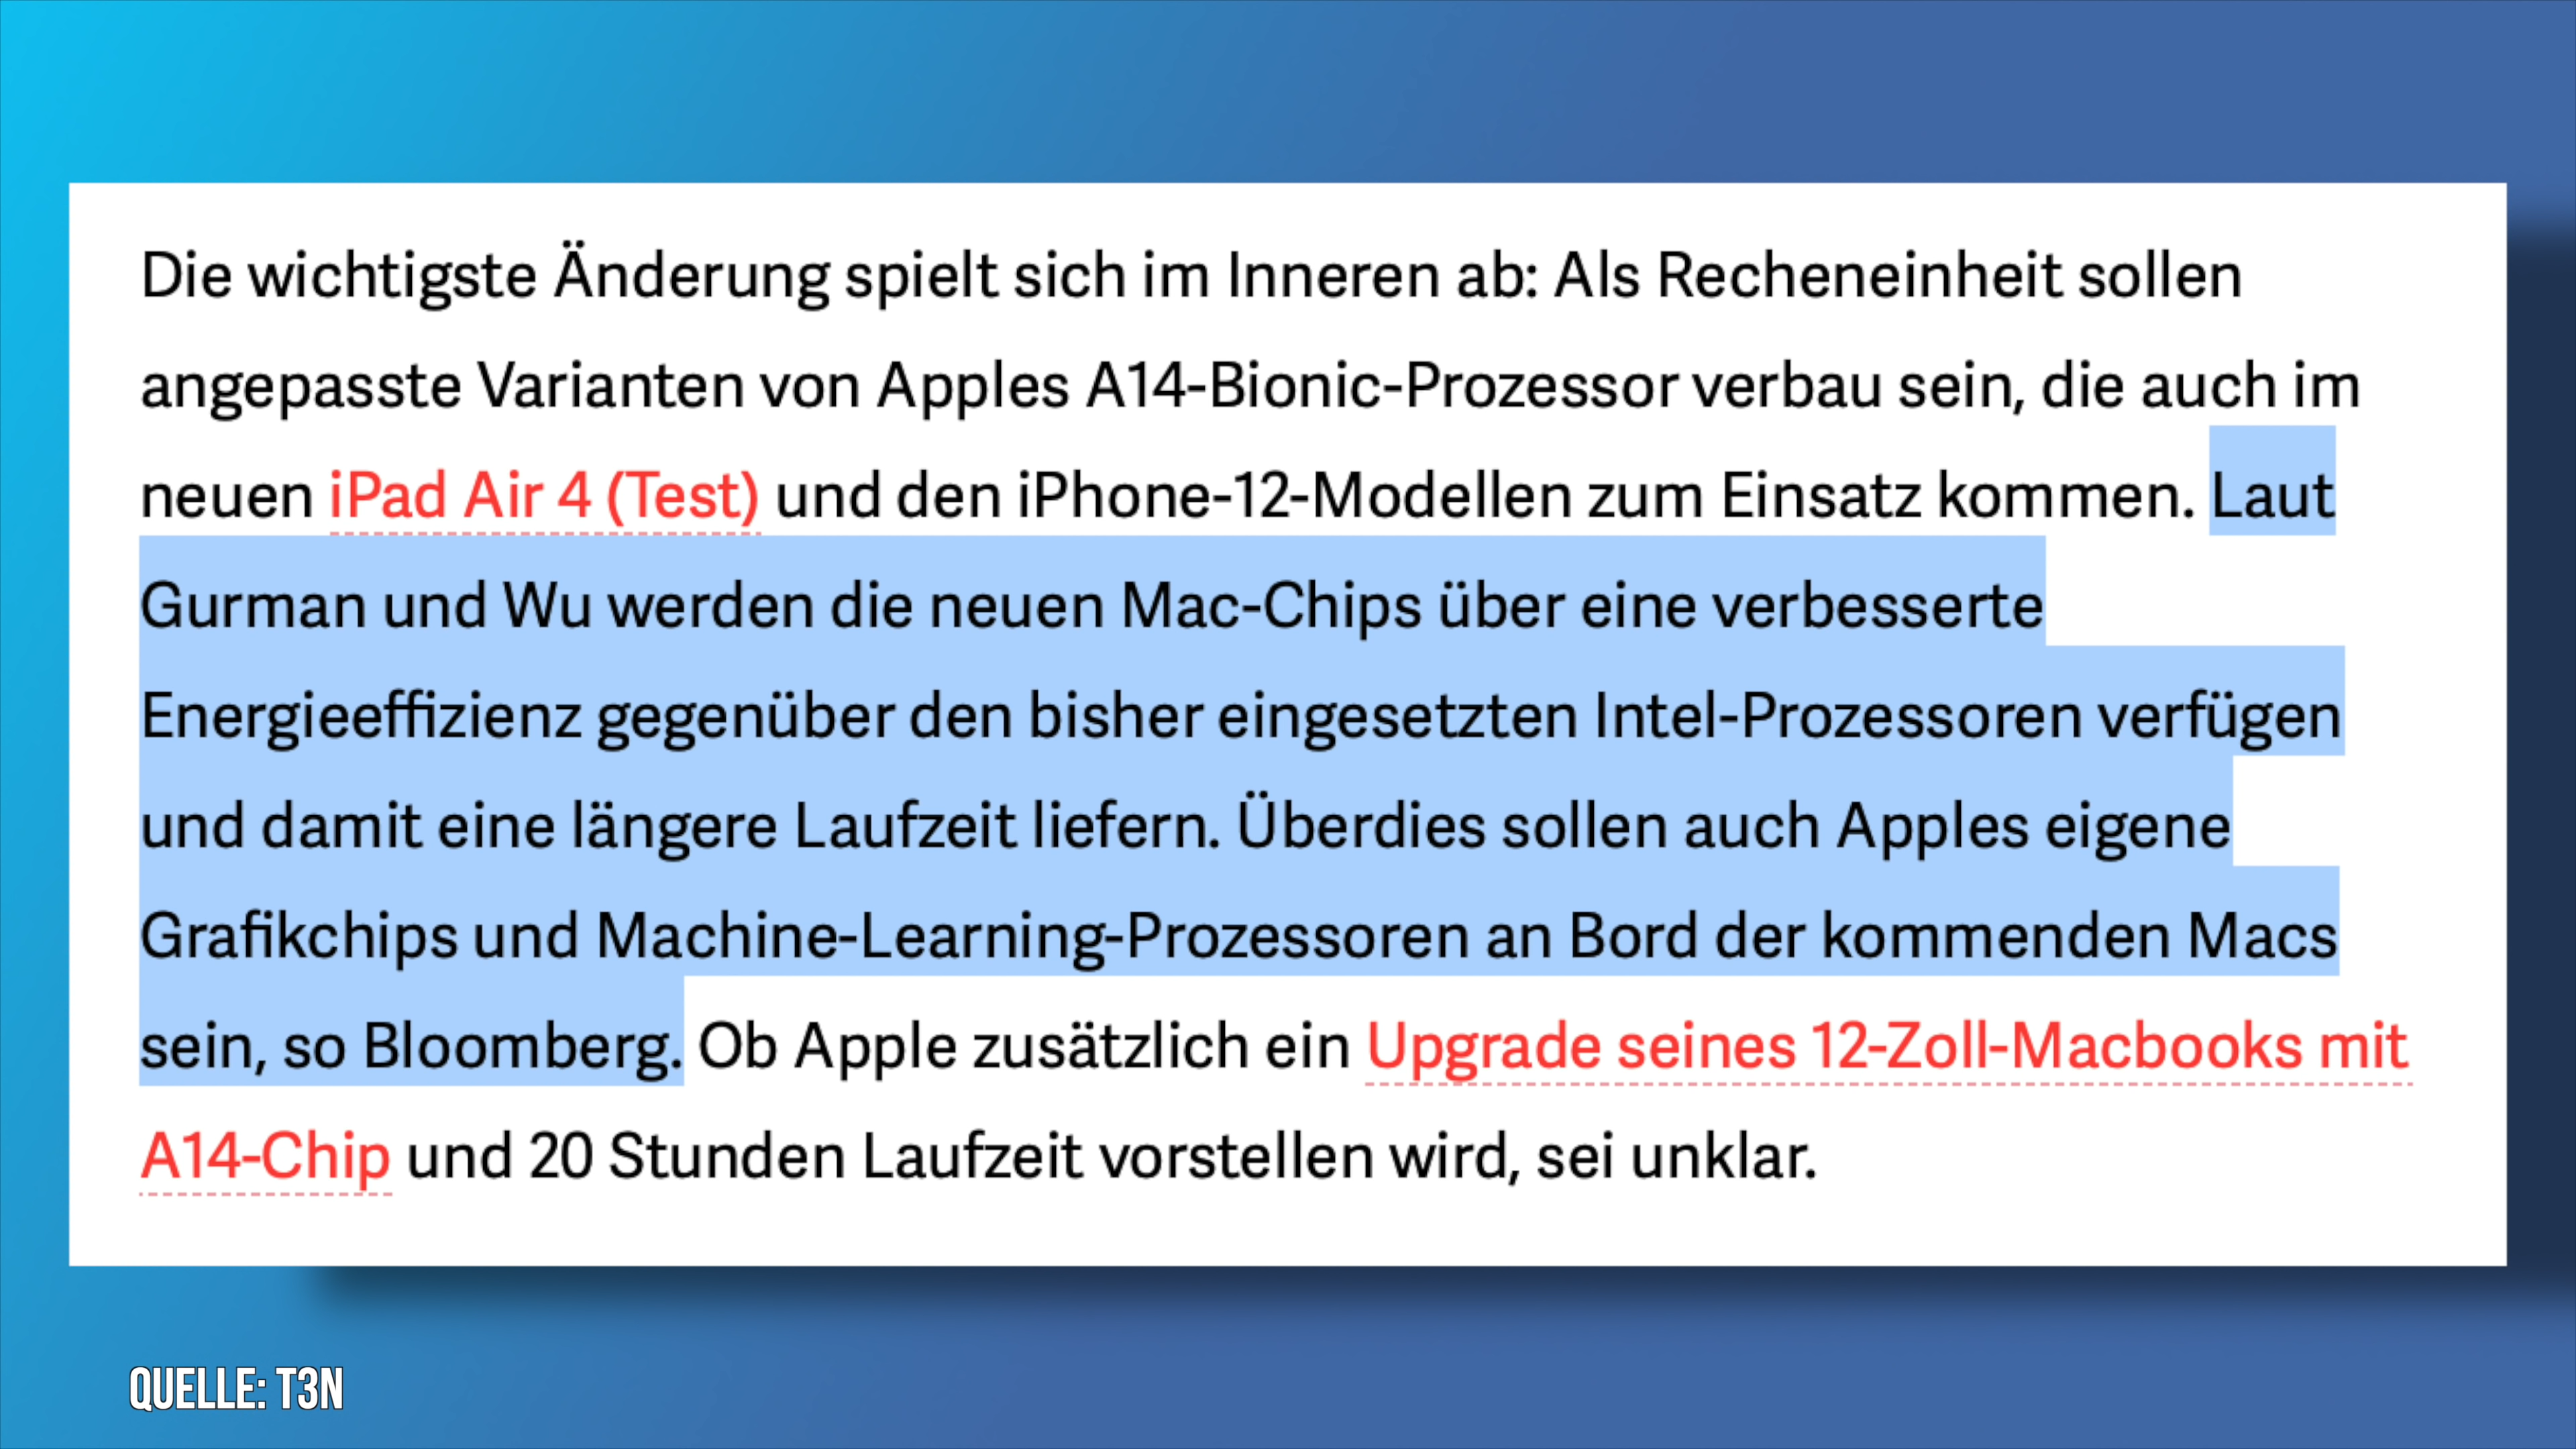 Die wichtigste Änderung spielt sich im Inneren ab: Als Recheneinheit sollen
angepasste Varianten von Apples A14-Bionic-Prozessor verbau sein, die auch im
neuen iPad Air 4 (Test) und den iPhone-12-Modellen zum Einsatz kommen. Laut
Gurman und Wu werden die neuen Mac-Chips über eine verbesserte
Energieeffizienz gegenüber den bisher eingesetzten Intel-Prozessoren verfügen
und damit eine längere Laufzeit liefern. Überdies sollen auch Apples eigene
Grafikchips und Machine-Learning-Prozessoren an Bord der kommenden Macs
sein, so Bloomberg. Ob Apple zusätzlich ein Upgrade seines 12-Zoll-Macbooks mit
A14-Chip und 20 Stunden Laufzeit vorstellen wird, sei unklar.
QUELLE: T3N